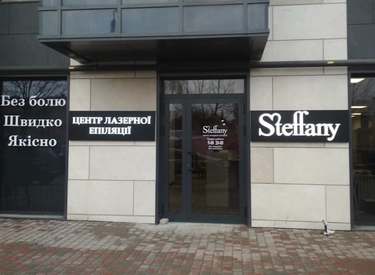 Без болю
Швидко
Якісно
ЦЕНТР ЛАЗЕРНОЇ
ЕПІЛЯЦІЇ
Steffany
Steffany